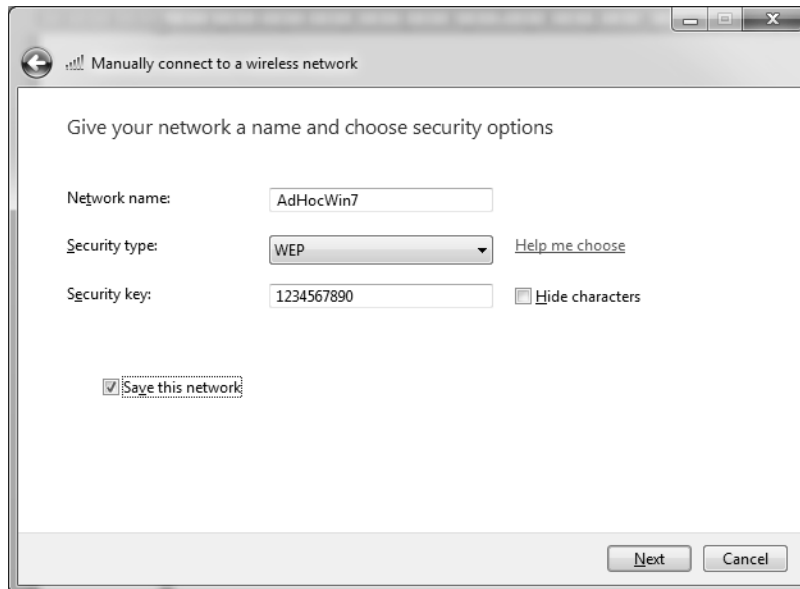 Manually connect to a wireless network
Give your network a name and choose security options
Network name: AdHocWin7
Security type: WEP Help me choose
Security key: 1234567890 Hide characters
Save this network
Next Cancel